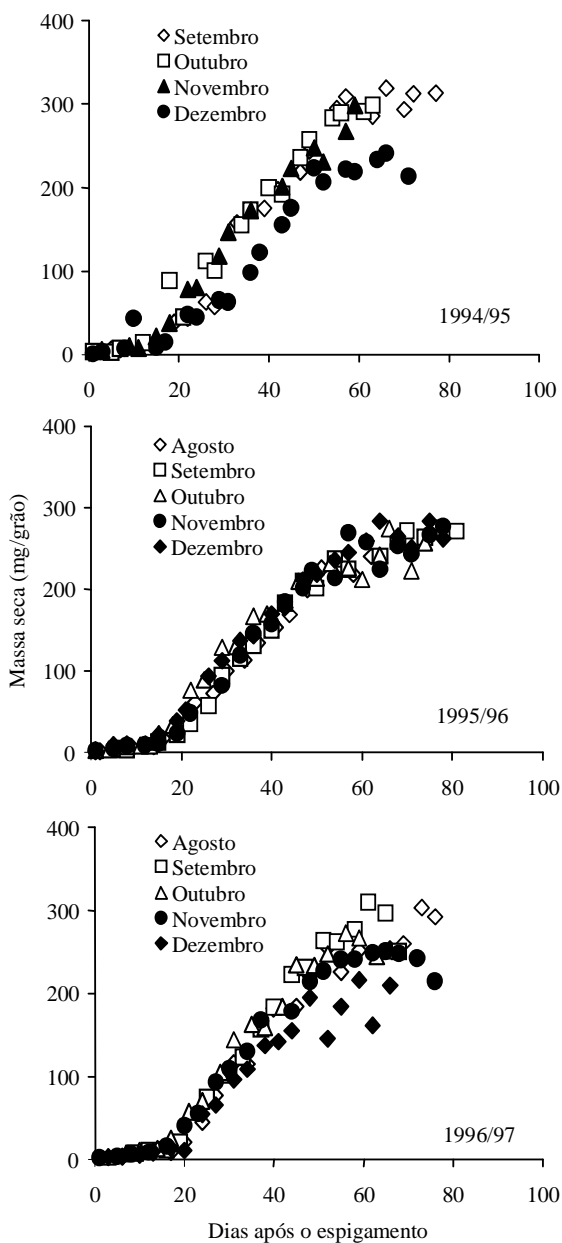 400
300
200
100
0
Setembro
Outubro
Novembro
Dezembro
1994/95
0 20 40 60 80 100
400
300
200
100
0
Agosto
Setembro
Outubro
Novembro
Dezembro
1995/96
0 20 40 60 80 100
Massa seca (mg/grão)
400
300
200
100
0
Agosto
Setembro
Outubro
Novembro
Dezembro
1996/97
0 20 40 60 80 100
Dias após o espigamento